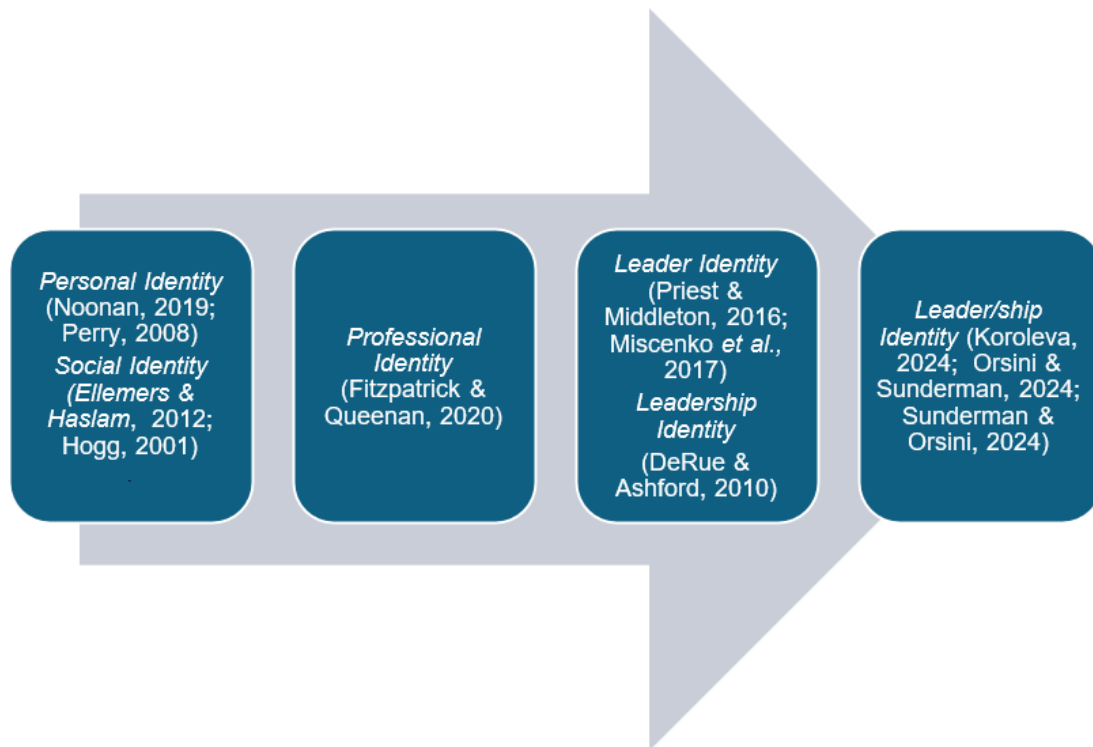 Personal Identity
(Noonan, 2019;
Perry, 2008)
Social Identity
(Ellemers &
Haslam, 2012;
Hogg, 2001)
.
Professional
Identity
(Fitzpatrick &
Queenan, 2020)
Leader Identity
(Priest &
Middleton, 2016;
Miscenko et al.,
2017)
Leadership
Identity
(DeRue &
Ashford, 2010)
Leader/ship
Identity (Koroleva,
2024; Orsini &
Sunderman, 2024;
Sunderman &
Orsini, 2024)